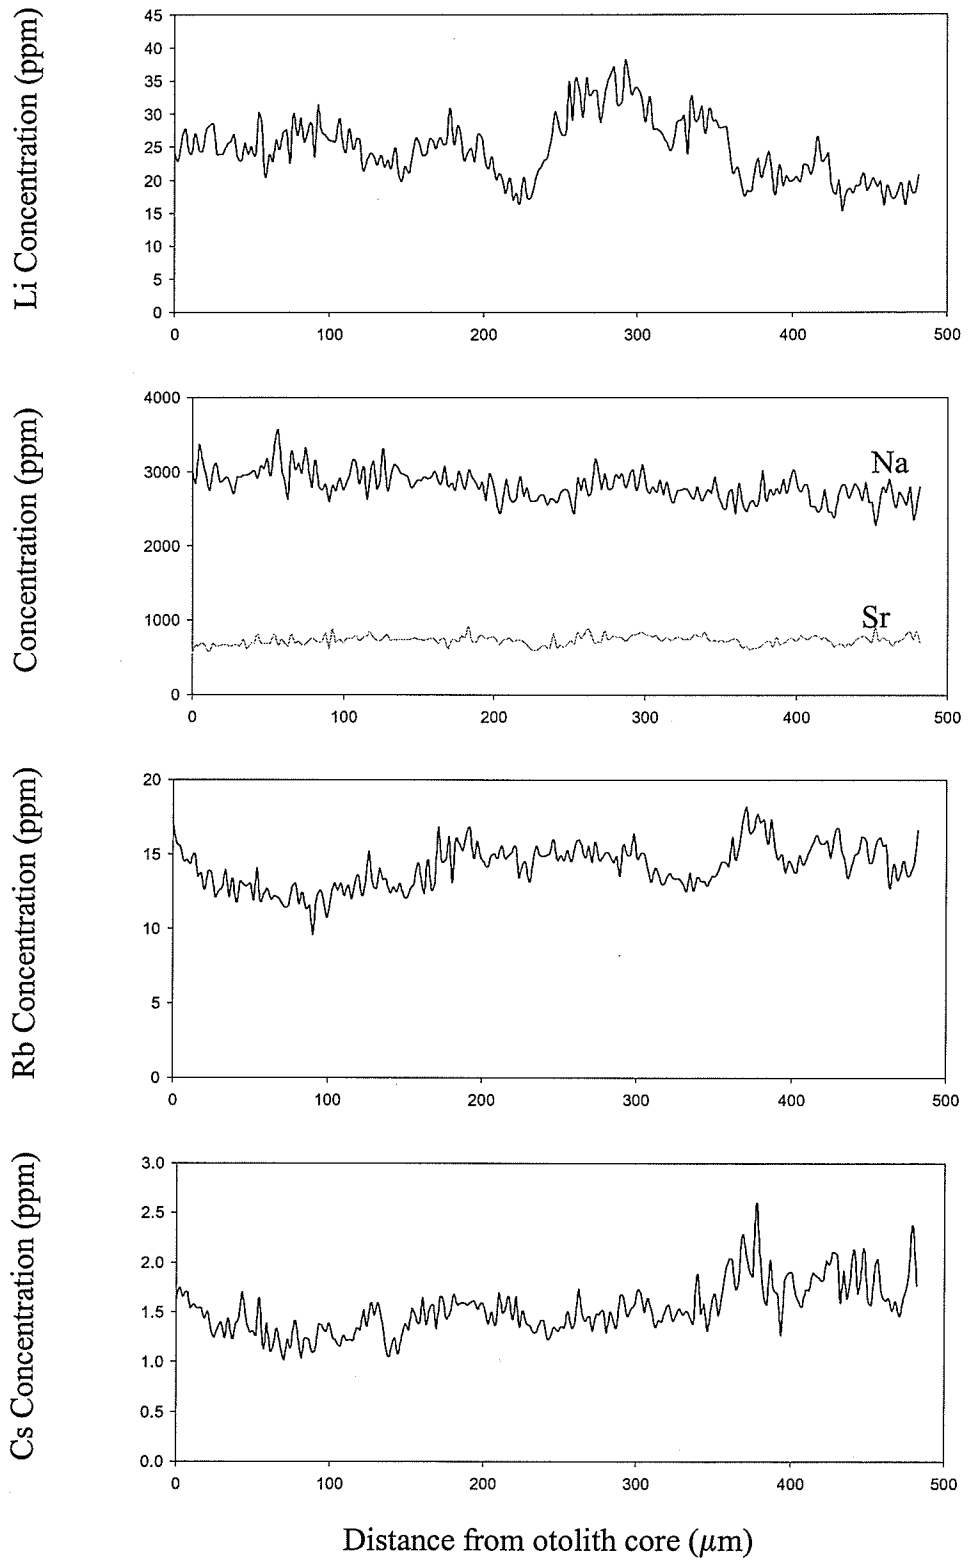 Li Concentration (ppm)
45
40
35
30
25
20
15
10
5
0
0 100 200 300 400 500
Concentration (ppm)
4000
3000
2000
1000
0
Na
Sr
0 100 200 300 400 500
Rb Concentration (ppm)
20
15
10
5
0
0 100 200 300 400 500
Cs Concentration (ppm)
3.0
2.5
2.0
1.5
1.0
0.5
0.0
0 100 200 300 400 500
Distance from otolith core (µm)